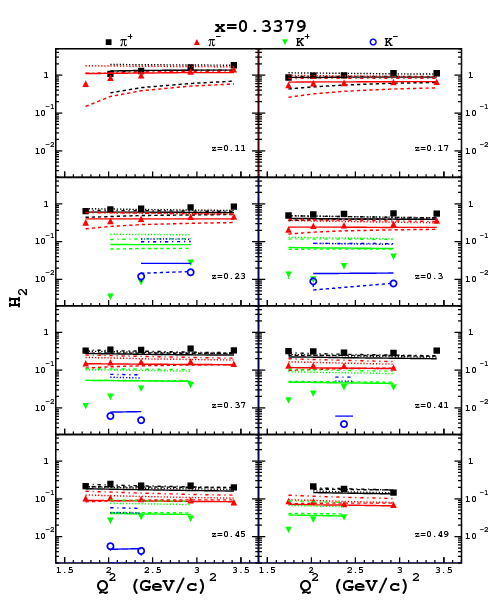 x=0.3379
π+ π- K+ K-
1 1
10-1 10-1
10-2 10-2
z=0.11 z=0.17
1 1
10-1 10-1
10-2 10-2
z=0.23 z=0.3
H2
1 1
10-1 10-1
10-2 10-2
z=0.37 z=0.41
1 1
10-1 10-1
10-2 10-2
z=0.45 z=0.49
1.5 2 2.5 3 3.5 1.5 2 2.5 3 3.5
Q2 (GeV/c)2 Q2 (GeV/c)2